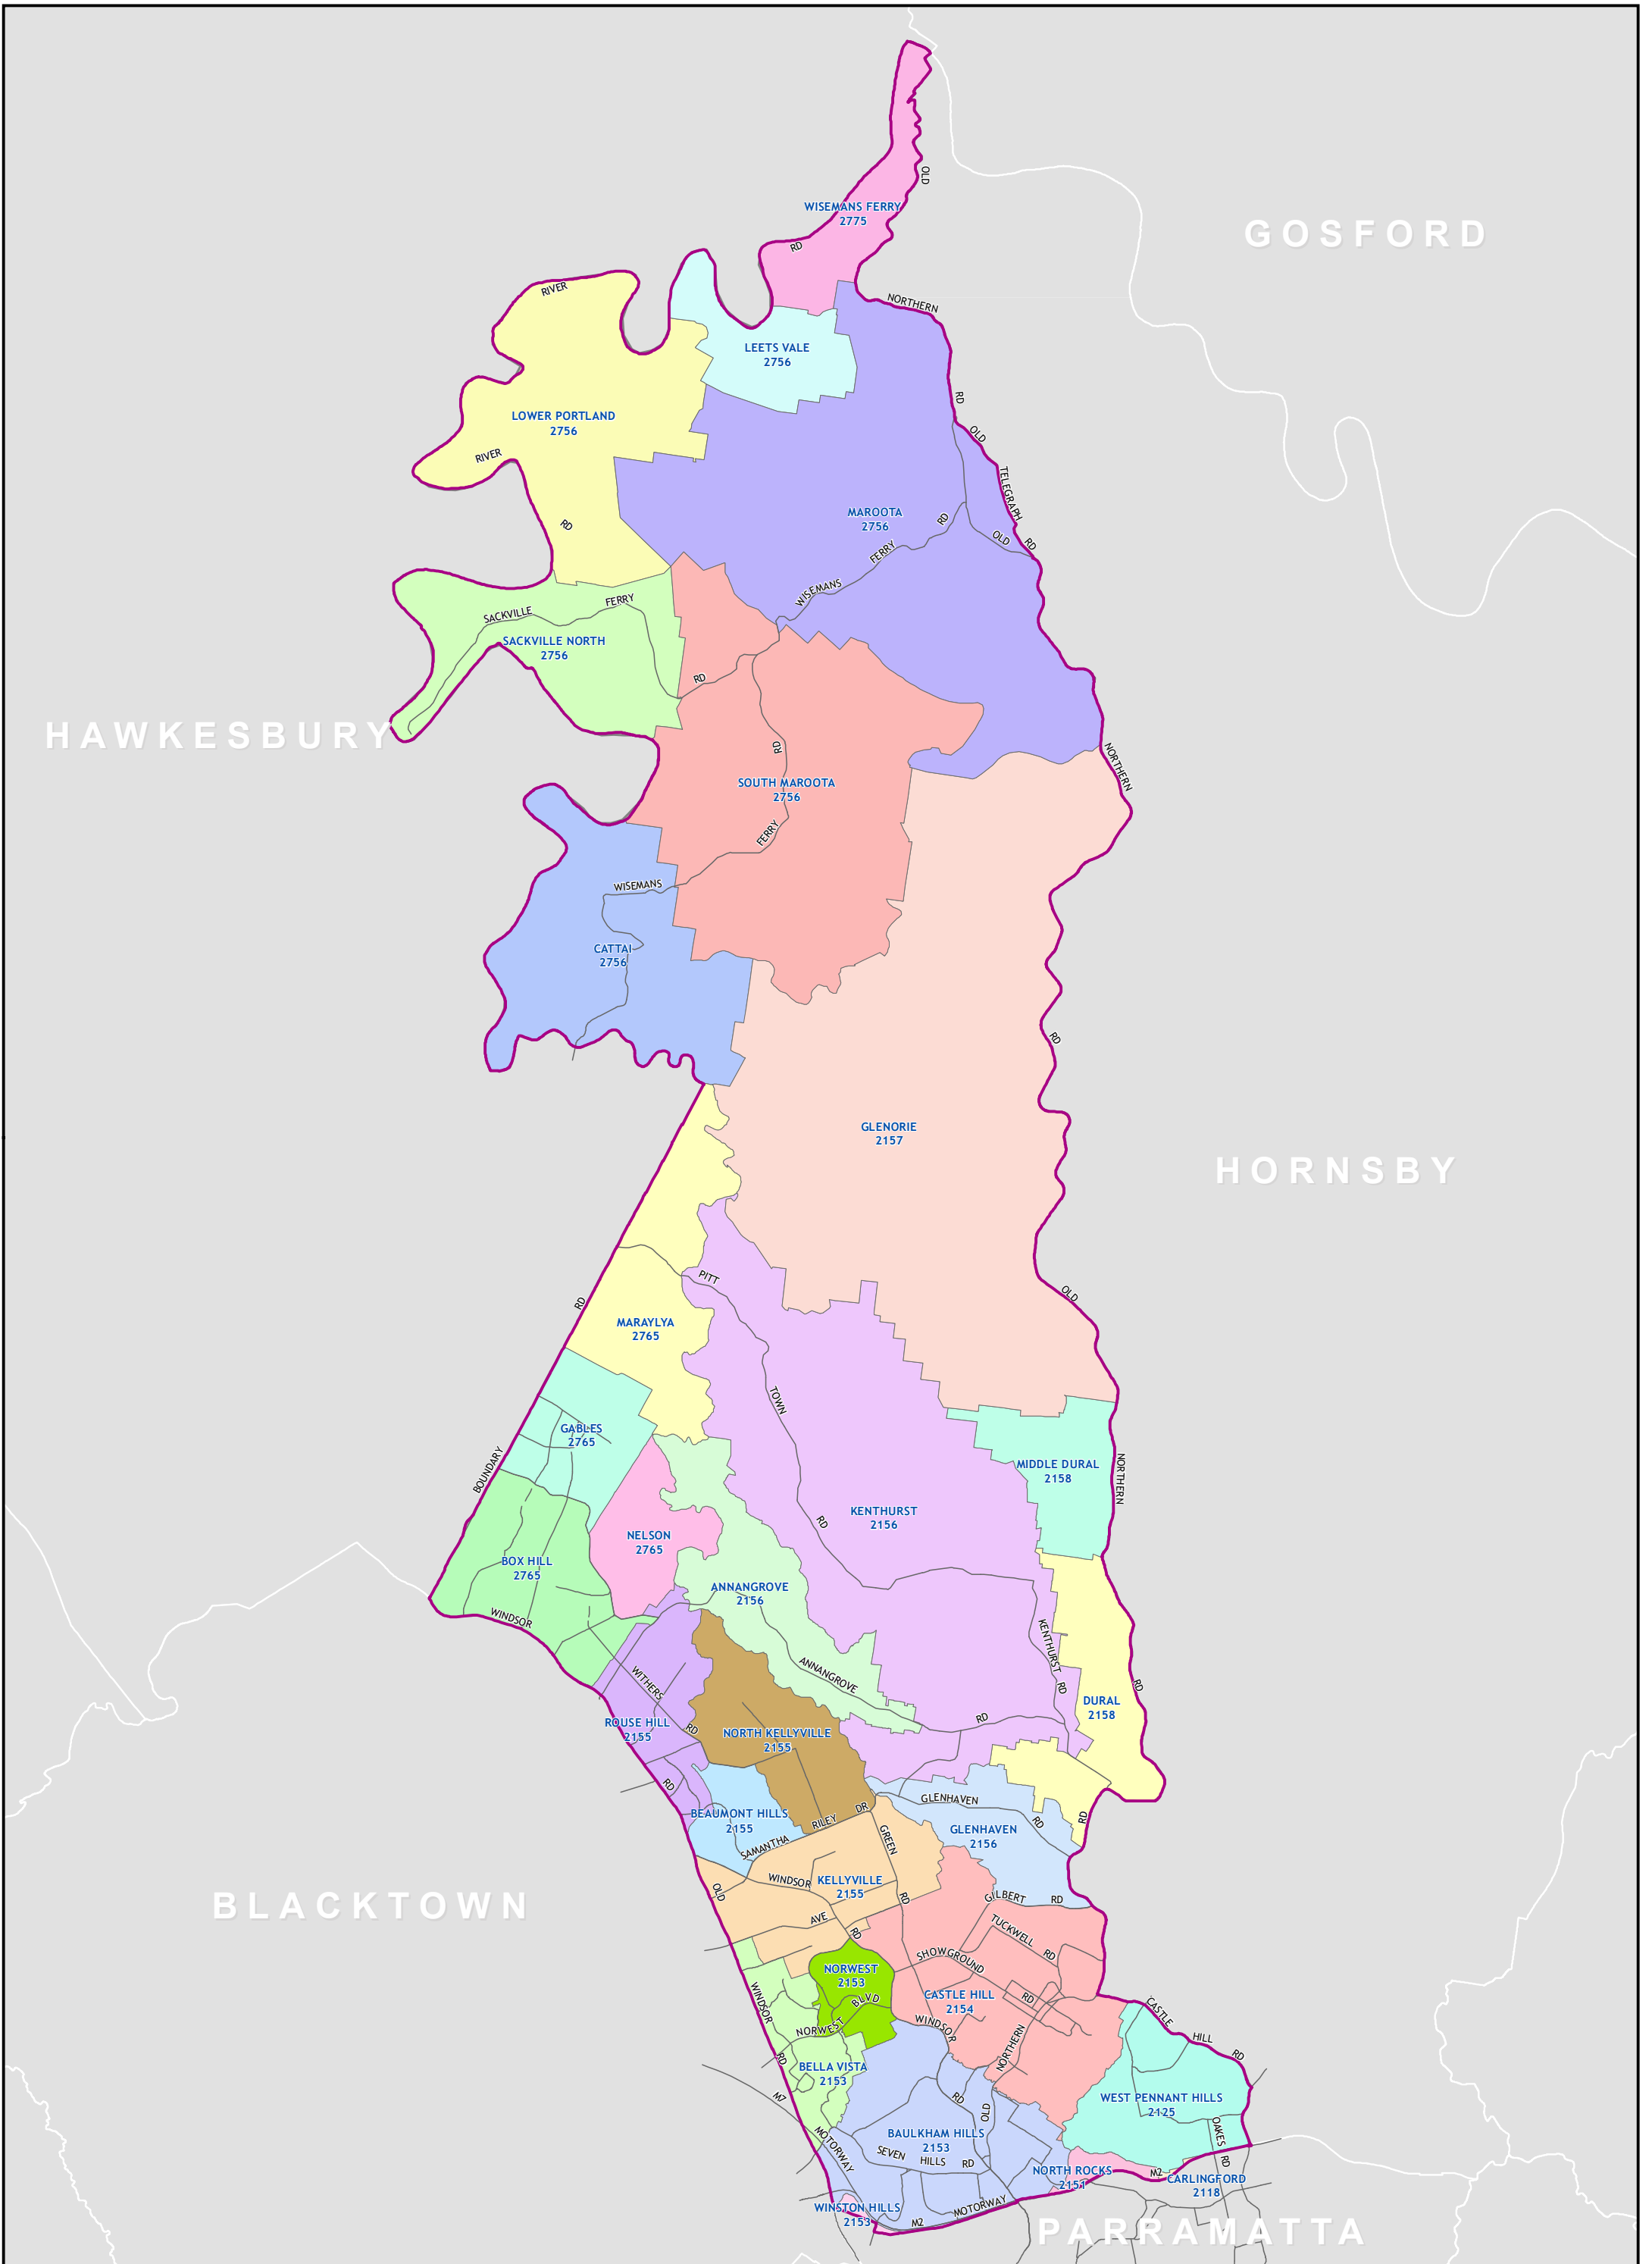 OLD
WISEMANS FERRY
2775
GOSFORD
RD
RIVER
NORTHERN
LEETS VALE
2756
RD
LOWER PORTLAND
2756
OLD
RIVER
TELEGRAPH
MAROOTA
2756
RD
RD
OLD
RD
FERRY
WISEMANS
FERRY
SACKVILLE
SACKVILLE NORTH
2756
RD
HAWKESBURY
RD
NORTHERN
SOUTH MAROOTA
2756
FERRY
WISEMANS
CATTAI
2756
RD
GLENORIE
2157
HORNSBY
PITT
OLD
RD
MARAYLYA
2765
TOWN
GABLES
2765
BOUNDARY
MIDDLE DURAL
2158
NORTHERN
KENTHURST
2156
RD
NELSON
2765
BOX HILL
2765
ANNANGROVE
2156
WINDSOR
KENTHURST
RD
ANNANGROVE
WITHERS
RD
RD
DURAL
2158
ROUSE HILL
2155
RD
NORTH KELLYVILLE
2155
RD
RD
GLENHAVEN
BEAUMONT HILLS
2155
RILEY
DR
RD
RD
GLENHAVEN
2156
GREEN
SAMANTHA
WINDSOR
KELLYVILLE
2155
OLD
BLACKTOWN
RD
GILBERT
RD
AVE
RD
TUCKWELL
RD
SHOWGROUND
NORWEST
2153
CASTLE HILL
2154
RD
BLVD
WINDSOR
NORWEST
WINDSOR
NORTHERN
CASTLE
HILL
RD
RD
BELLA VISTA
2153
M7
WEST PENNANT HILLS
2125
RD
OLD
OAKES
RD
MOTORWAY
BAULKHAM HILLS
2153
SEVEN
HILLS
RD
NORTH ROCKS
2151
M2
CARLINGFORD
2118
WINSTON HILLS
2153
M2
MOTORWAY
PARRAMATTA